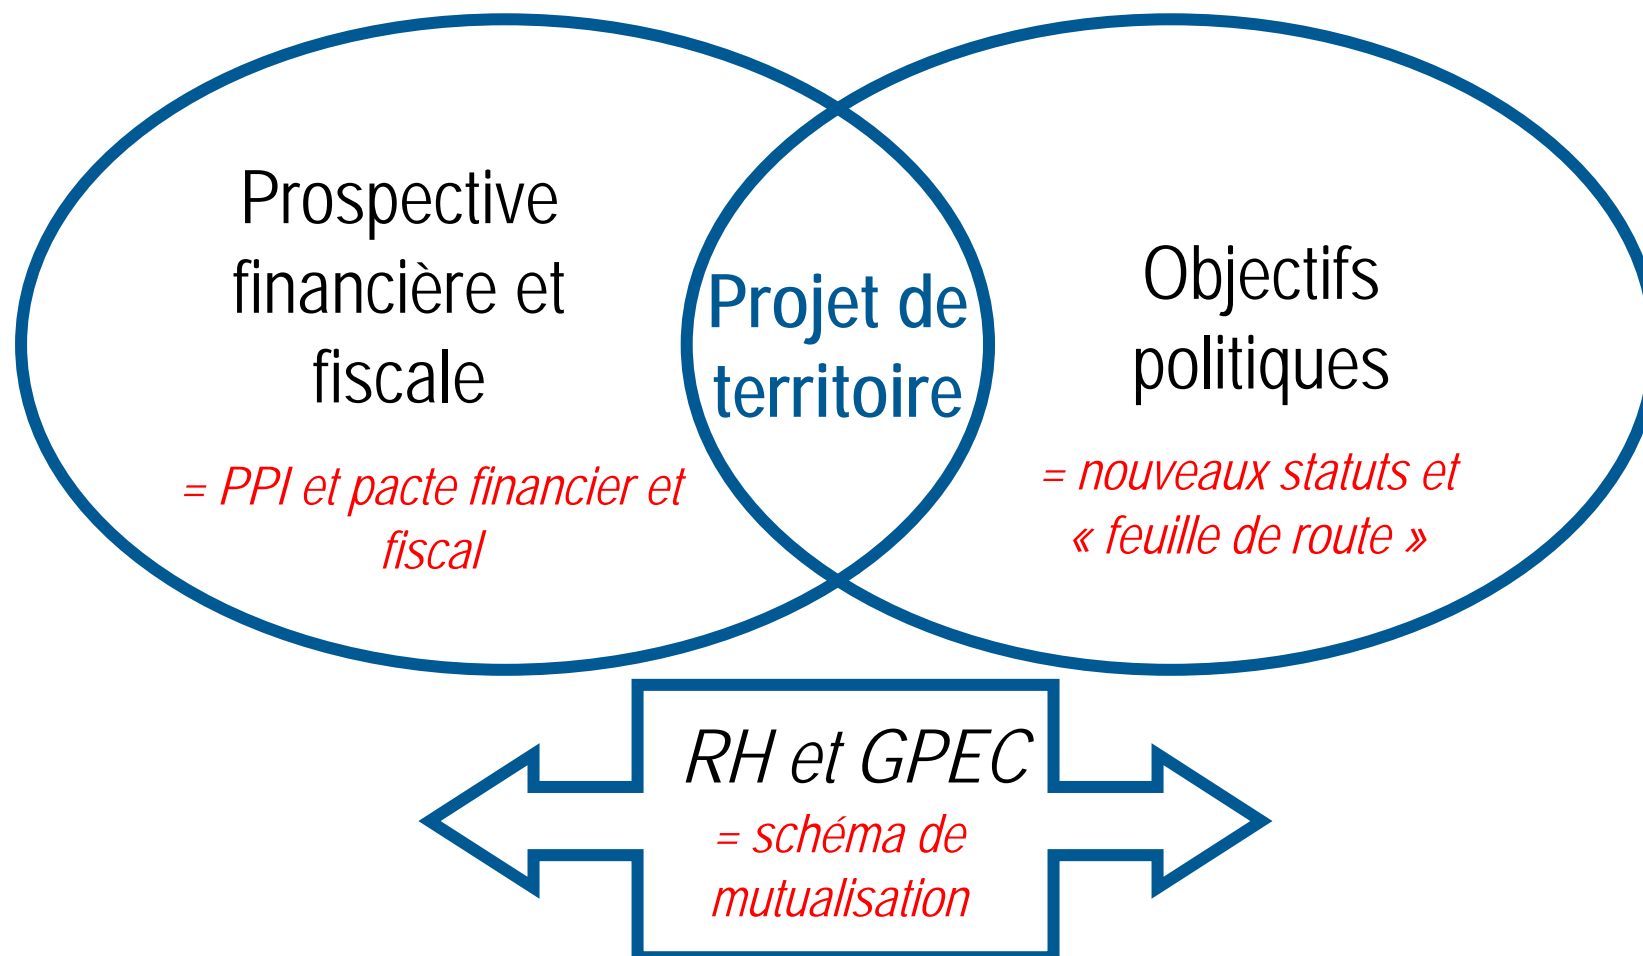 Prospective
financière et
fiscale
= PPI et pacte financier et
fiscal
Projet de
territoire
Objectifs
politiques
= nouveaux statuts et
« feuille de route »
RH et GPEC
= schéma de
mutualisation